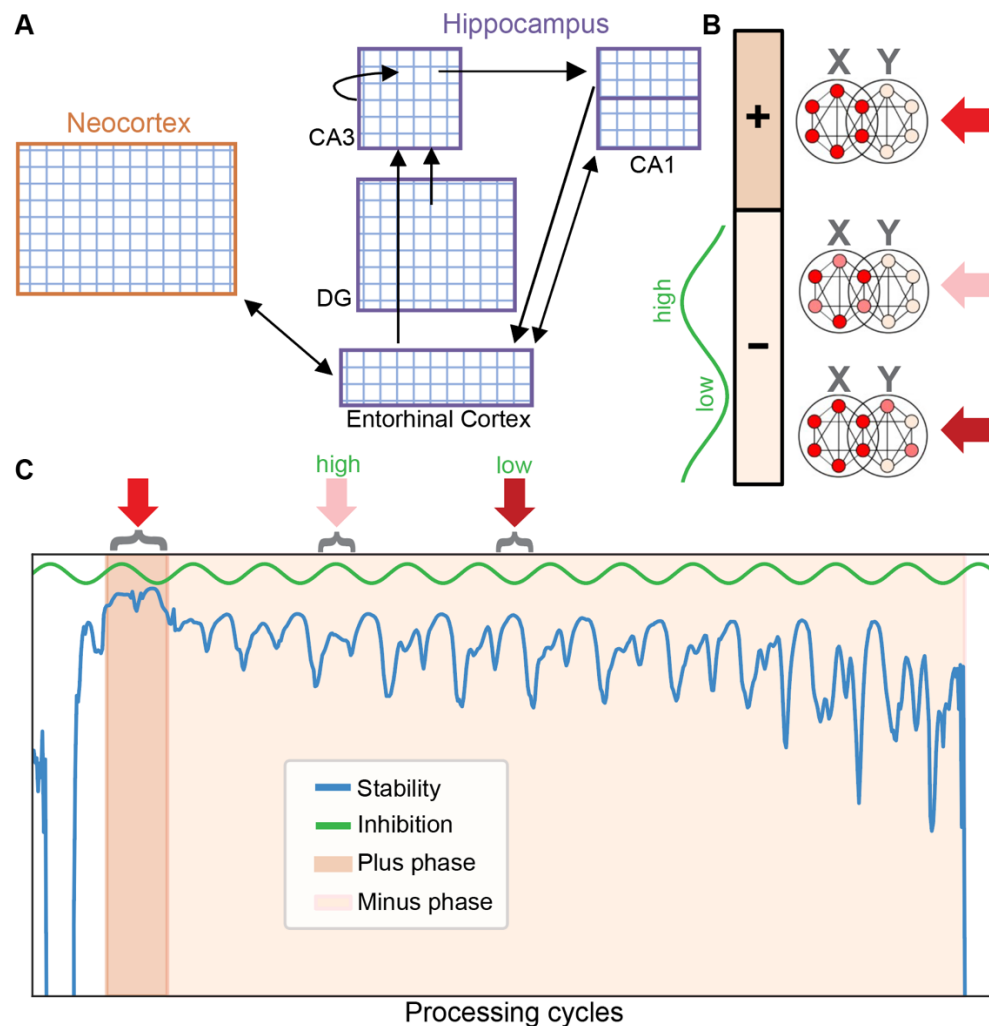 A
Hippocampus
B
Neocortex
CA3
CA1
DG
Entorhinal Cortex
X Y
+
X Y
high
−
low
X Y
C
high
low
Stability
Inhibition
Plus phase
Minus phase
Processing cycles